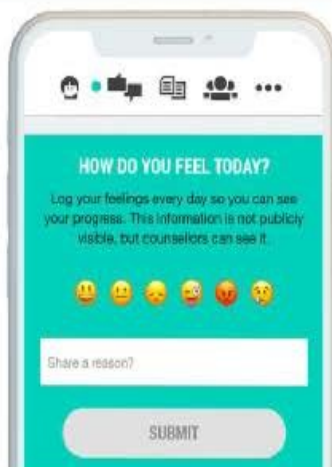 HOW DO YOU FEEL TODAY?
Log your feelings every day so you can see
your progress. This information is not publicly
visible, but counsellors can see it.
Share a reason?
SUBMIT